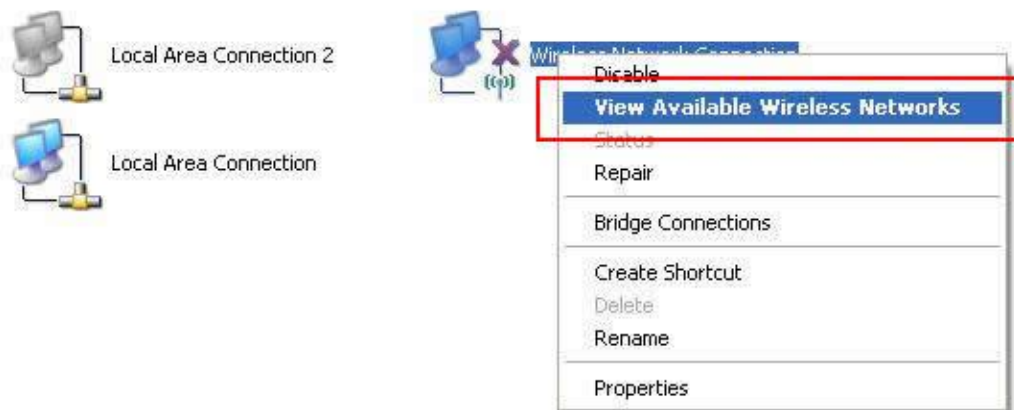 Local Area Connection 2
Wireless Network Connection
Disable
View Available Wireless Networks
Status
Repair
Local Area Connection
Bridge Connections
Create Shortcut
Delete
Rename
Properties